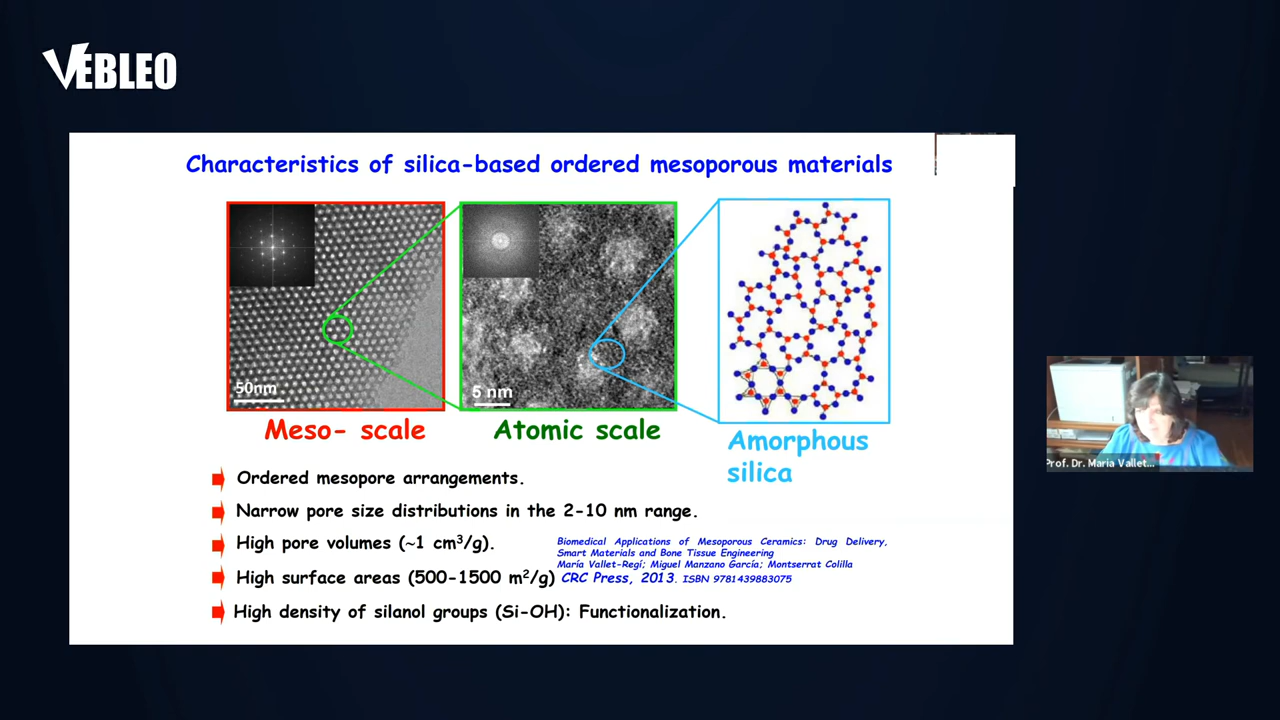 VEBLEO
Characteristics of silica-based ordered mesoporous materials
50nm
5 nm
Meso- scale
Atomic scale
Amorphous
silica
Ordered mesopore arrangements.
Narrow pore size distributions in the 2-10 nm range.
High pore volumes (~1 cm³/g).
High surface areas (500-1500 m²/g)
High density of silanol groups (Si-OH): Functionalization.
Biomedical Applications of Mesoporous Ceramics: Drug Delivery,
Smart Materials and Bone Tissue Engineering
María Vallet-Regí; Miguel Manzano García; Montserrat Colilla
CRC Press, 2013. ISBN 9781439883075
Prof. Dr. Maria Vallet...